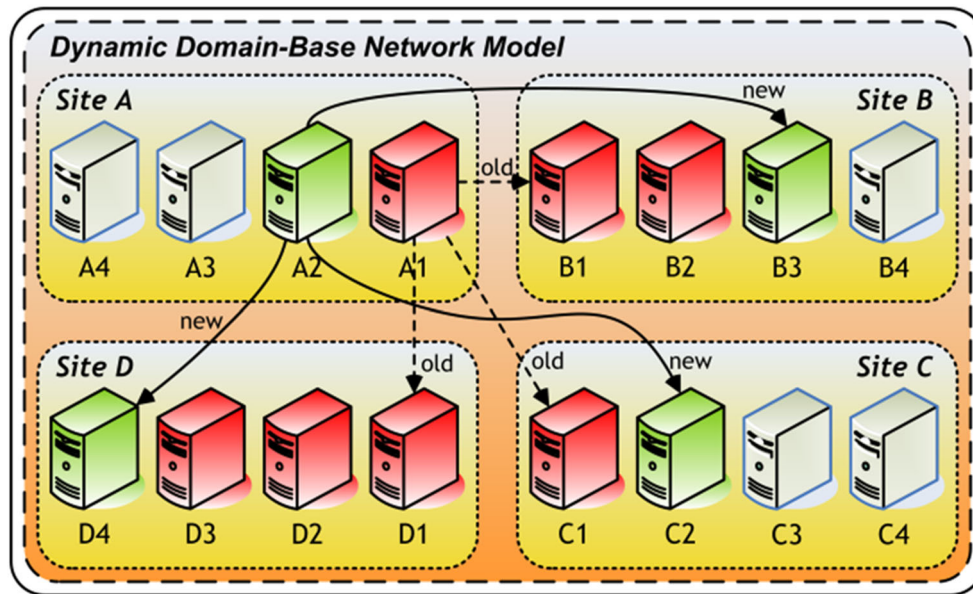 Dynamic Domain-Base Network Model
Site A
A4
A3
A2
A1
Site B
B1
B2
B3
B4
new
old
new
old
old
new
Site D
D4
D3
D2
D1
Site C
C1
C2
C3
C4